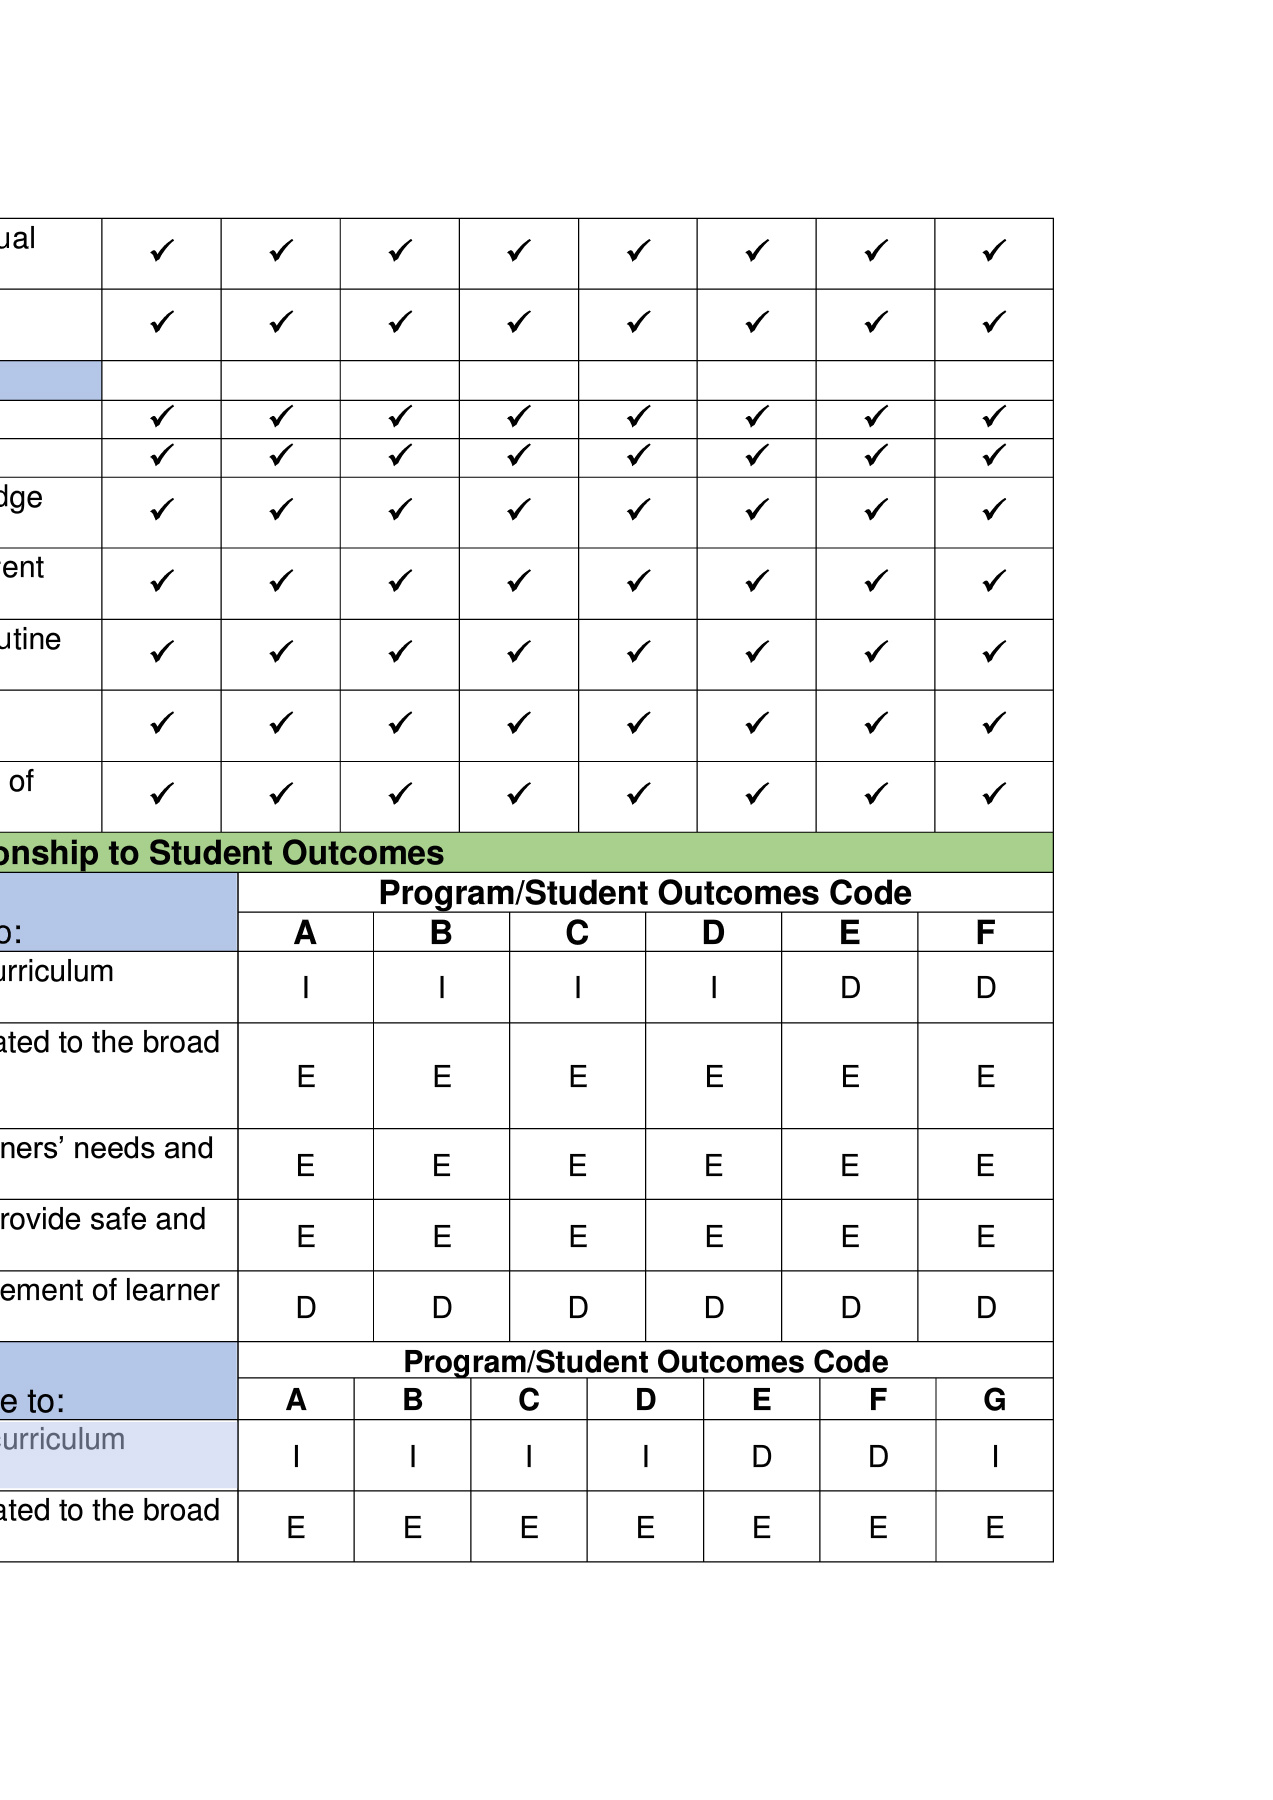 ual ✓ ✓ ✓ ✓ ✓ ✓ ✓ ✓
✓ ✓ ✓ ✓ ✓ ✓ ✓ ✓
✓ ✓ ✓ ✓ ✓ ✓ ✓ ✓
✓ ✓ ✓ ✓ ✓ ✓ ✓ ✓
dge ✓ ✓ ✓ ✓ ✓ ✓ ✓ ✓
ent ✓ ✓ ✓ ✓ ✓ ✓ ✓ ✓
utine ✓ ✓ ✓ ✓ ✓ ✓ ✓ ✓
✓ ✓ ✓ ✓ ✓ ✓ ✓ ✓
of ✓ ✓ ✓ ✓ ✓ ✓ ✓ ✓
onship to Student Outcomes
Program/Student Outcomes Code
o: A B C D E F
urriculum I I I I D D
ated to the broad E E E E E E
ners’ needs and E E E E E E
rovide safe and E E E E E E
ement of learner D D D D D D
Program/Student Outcomes Code
e to: A B C D E F G
curriculum I I I I D D I
ated to the broad E E E E E E E